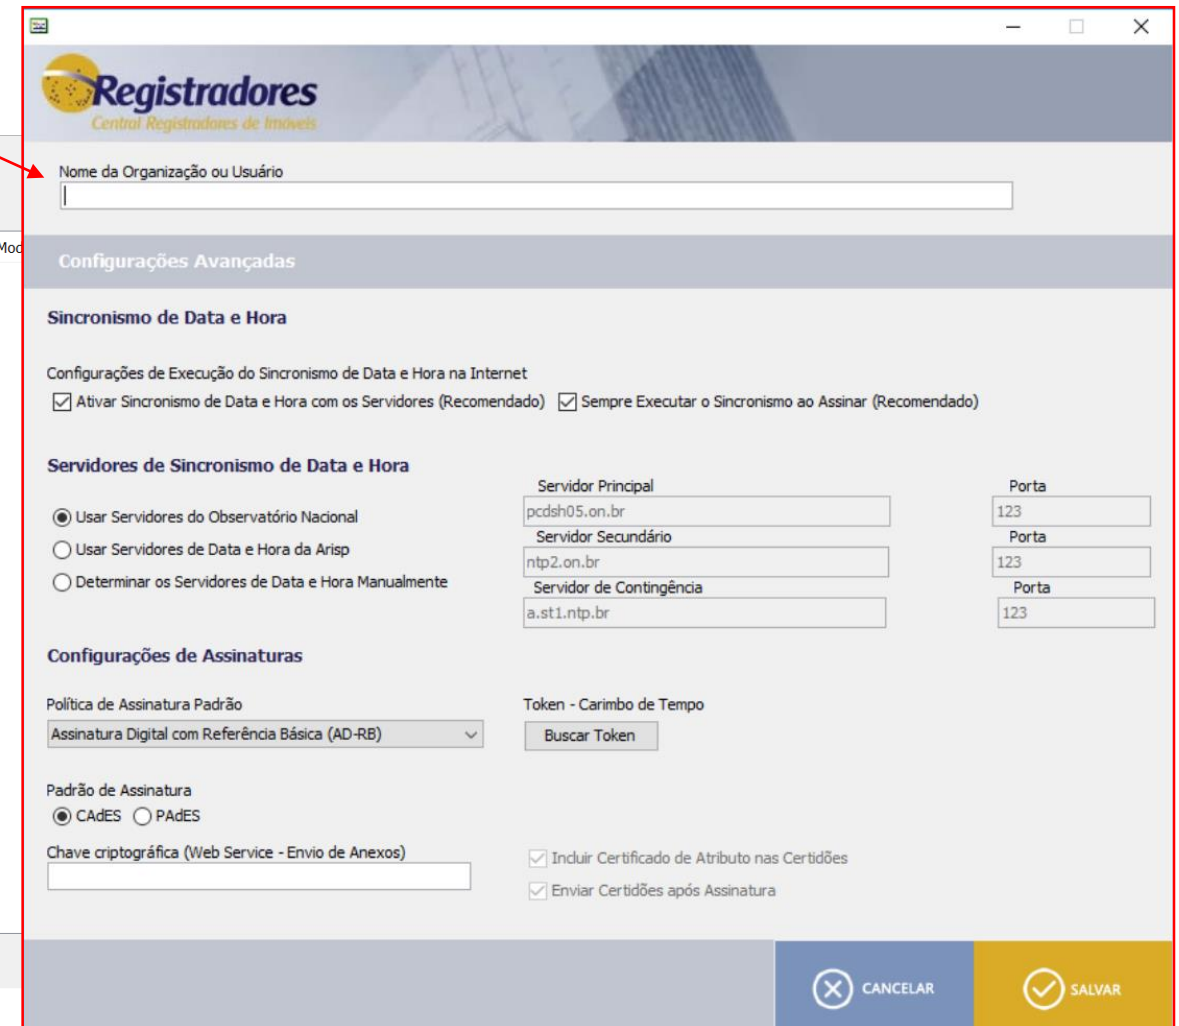 Registradores
Central Registradores de Imóveis
Nome da Organização ou Usuário
Mod
Configurações Avançadas
Sincronismo de Data e Hora
Configurações de Execução do Sincronismo de Data e Hora na Internet
Ativar Sincronismo de Data e Hora com os Servidores (Recomendado) Sempre Executar o Sincronismo ao Assinar (Recomendado)
Servidores de Sincronismo de Data e Hora
Servidor Principal Porta
Usar Servidores do Observatório Nacional pcdsh05.on.br 123
Servidor Secundário Porta
Usar Servidores de Data e Hora da Arisp ntp2.on.br 123
Determinar os Servidores de Data e Hora Manualmente Servidor de Contingência Porta
a.st1.ntp.br 123
Configurações de Assinaturas
Política de Assinatura Padrão Token - Carimbo de Tempo
Assinatura Digital com Referência Básica (AD-RB) Buscar Token
Padrão de Assinatura
CAdES PAdES
Chave criptográfica (Web Service - Envio de Anexos) Incluir Certificado de Atributo nas Certidões
Enviar Certidões após Assinatura
CANCELAR SALVAR